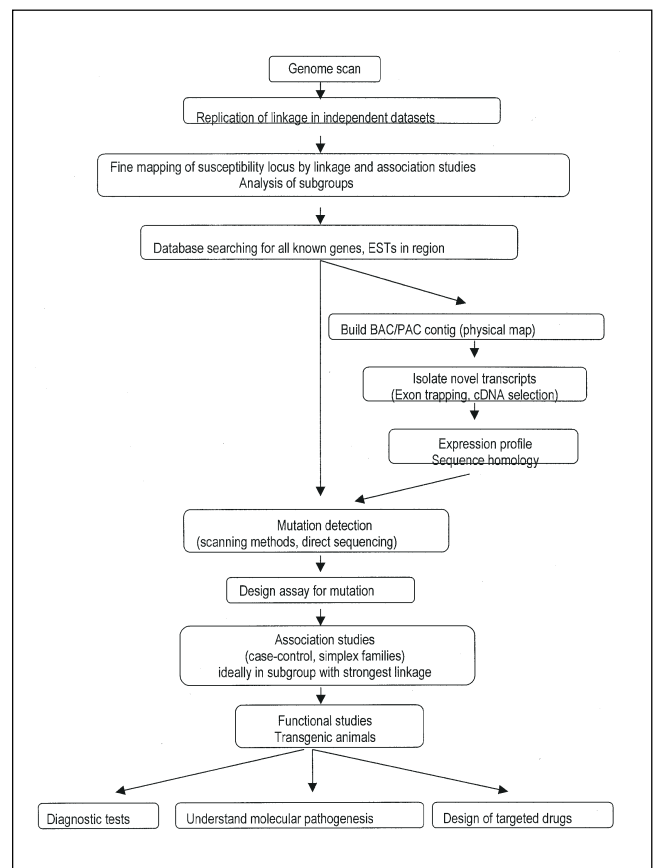 Genome scan
Replication of linkage in independent datasets
Fine mapping of susceptibility locus by linkage and association studies
Analysis of subgroups
Database searching for all known genes, ESTs in region
Build BAC/PAC contig (physical map)
Isolate novel transcripts
(Exon trapping, cDNA selection)
Expression profile
Sequence homology
Mutation detection
(scanning methods, direct sequencing)
Design assay for mutation
Association studies
(case-control, simplex families)
ideally in subgroup with strongest linkage
Functional studies
Transgenic animals
Diagnostic tests
Understand molecular pathogenesis
Design of targeted drugs